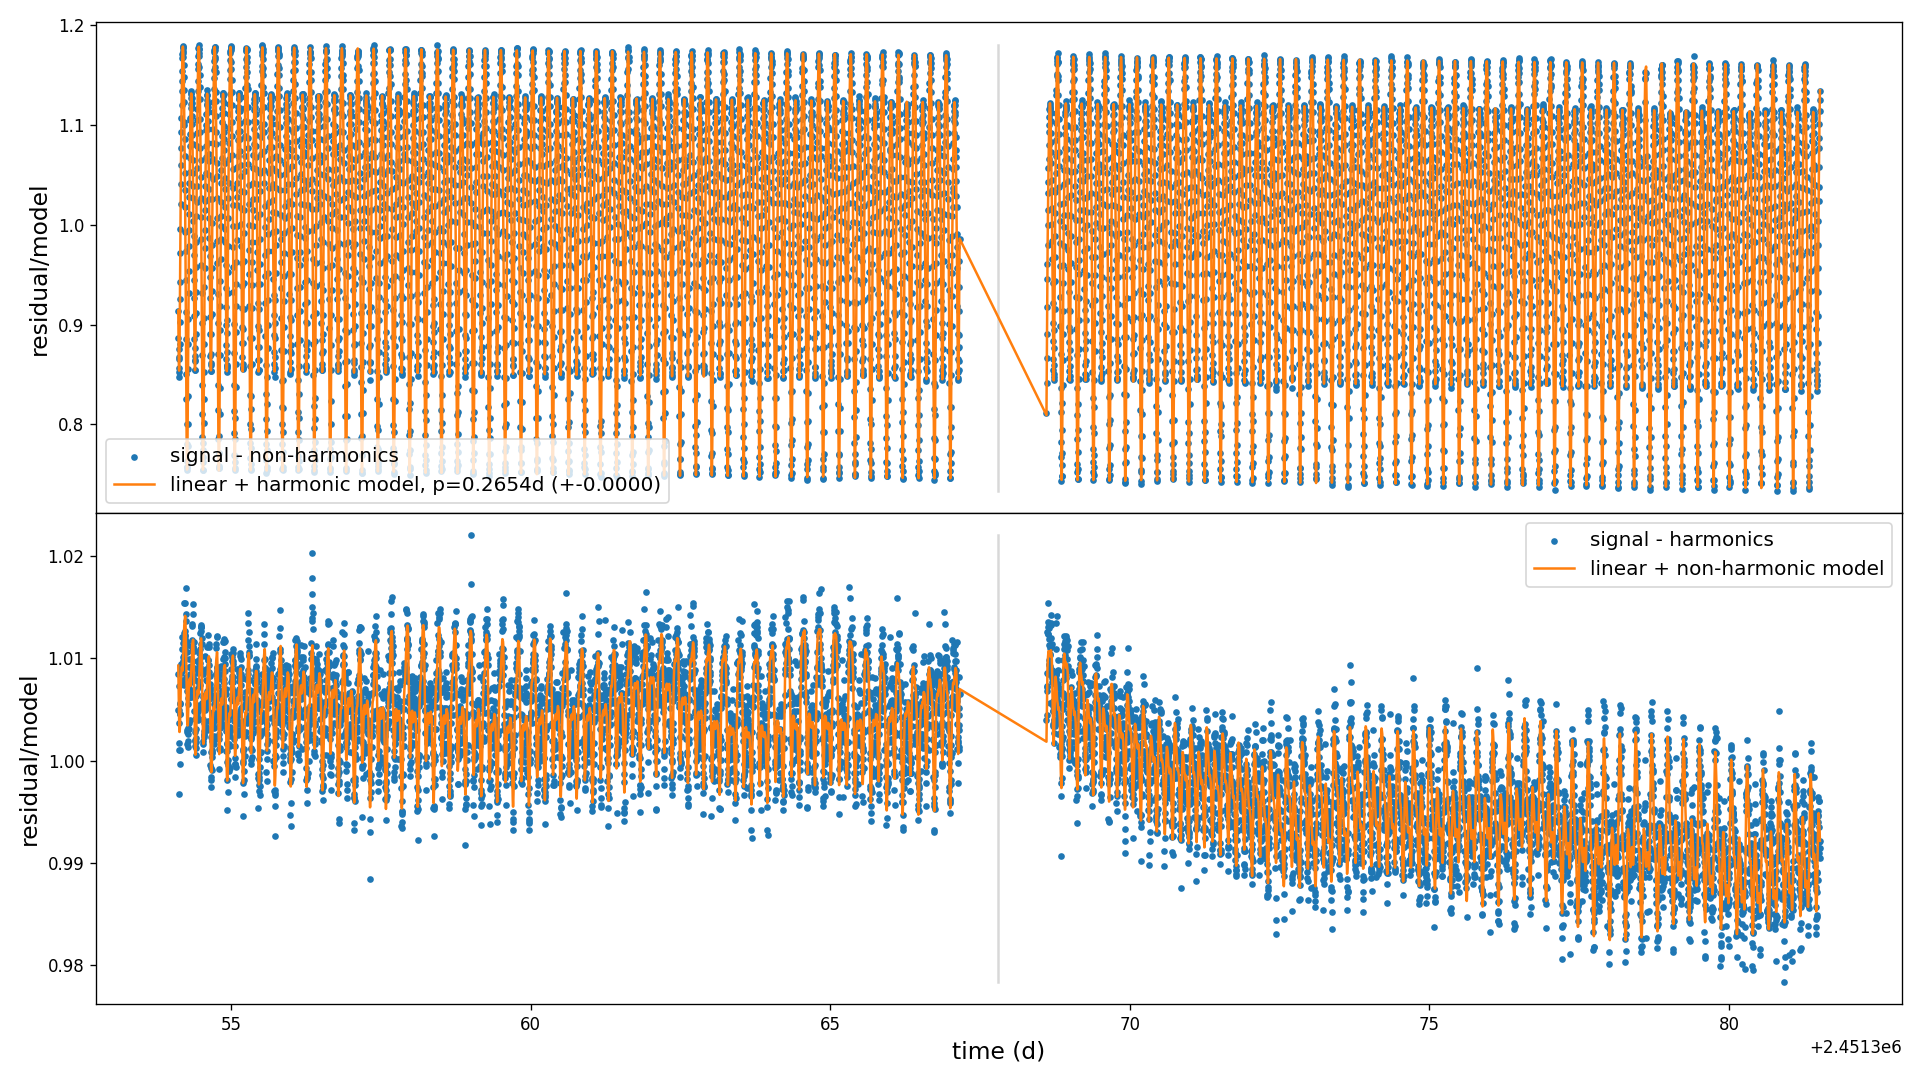 1.2
1.1
1.0
0.9
0.8
residual/model
signal - non-harmonics
linear + harmonic model, p=0.2654d (+-0.0000)
1.02
1.01
1.00
0.99
0.98
residual/model
signal - harmonics
linear + non-harmonic model
55
60
65
70
75
80
time (d)
+2.4513e6